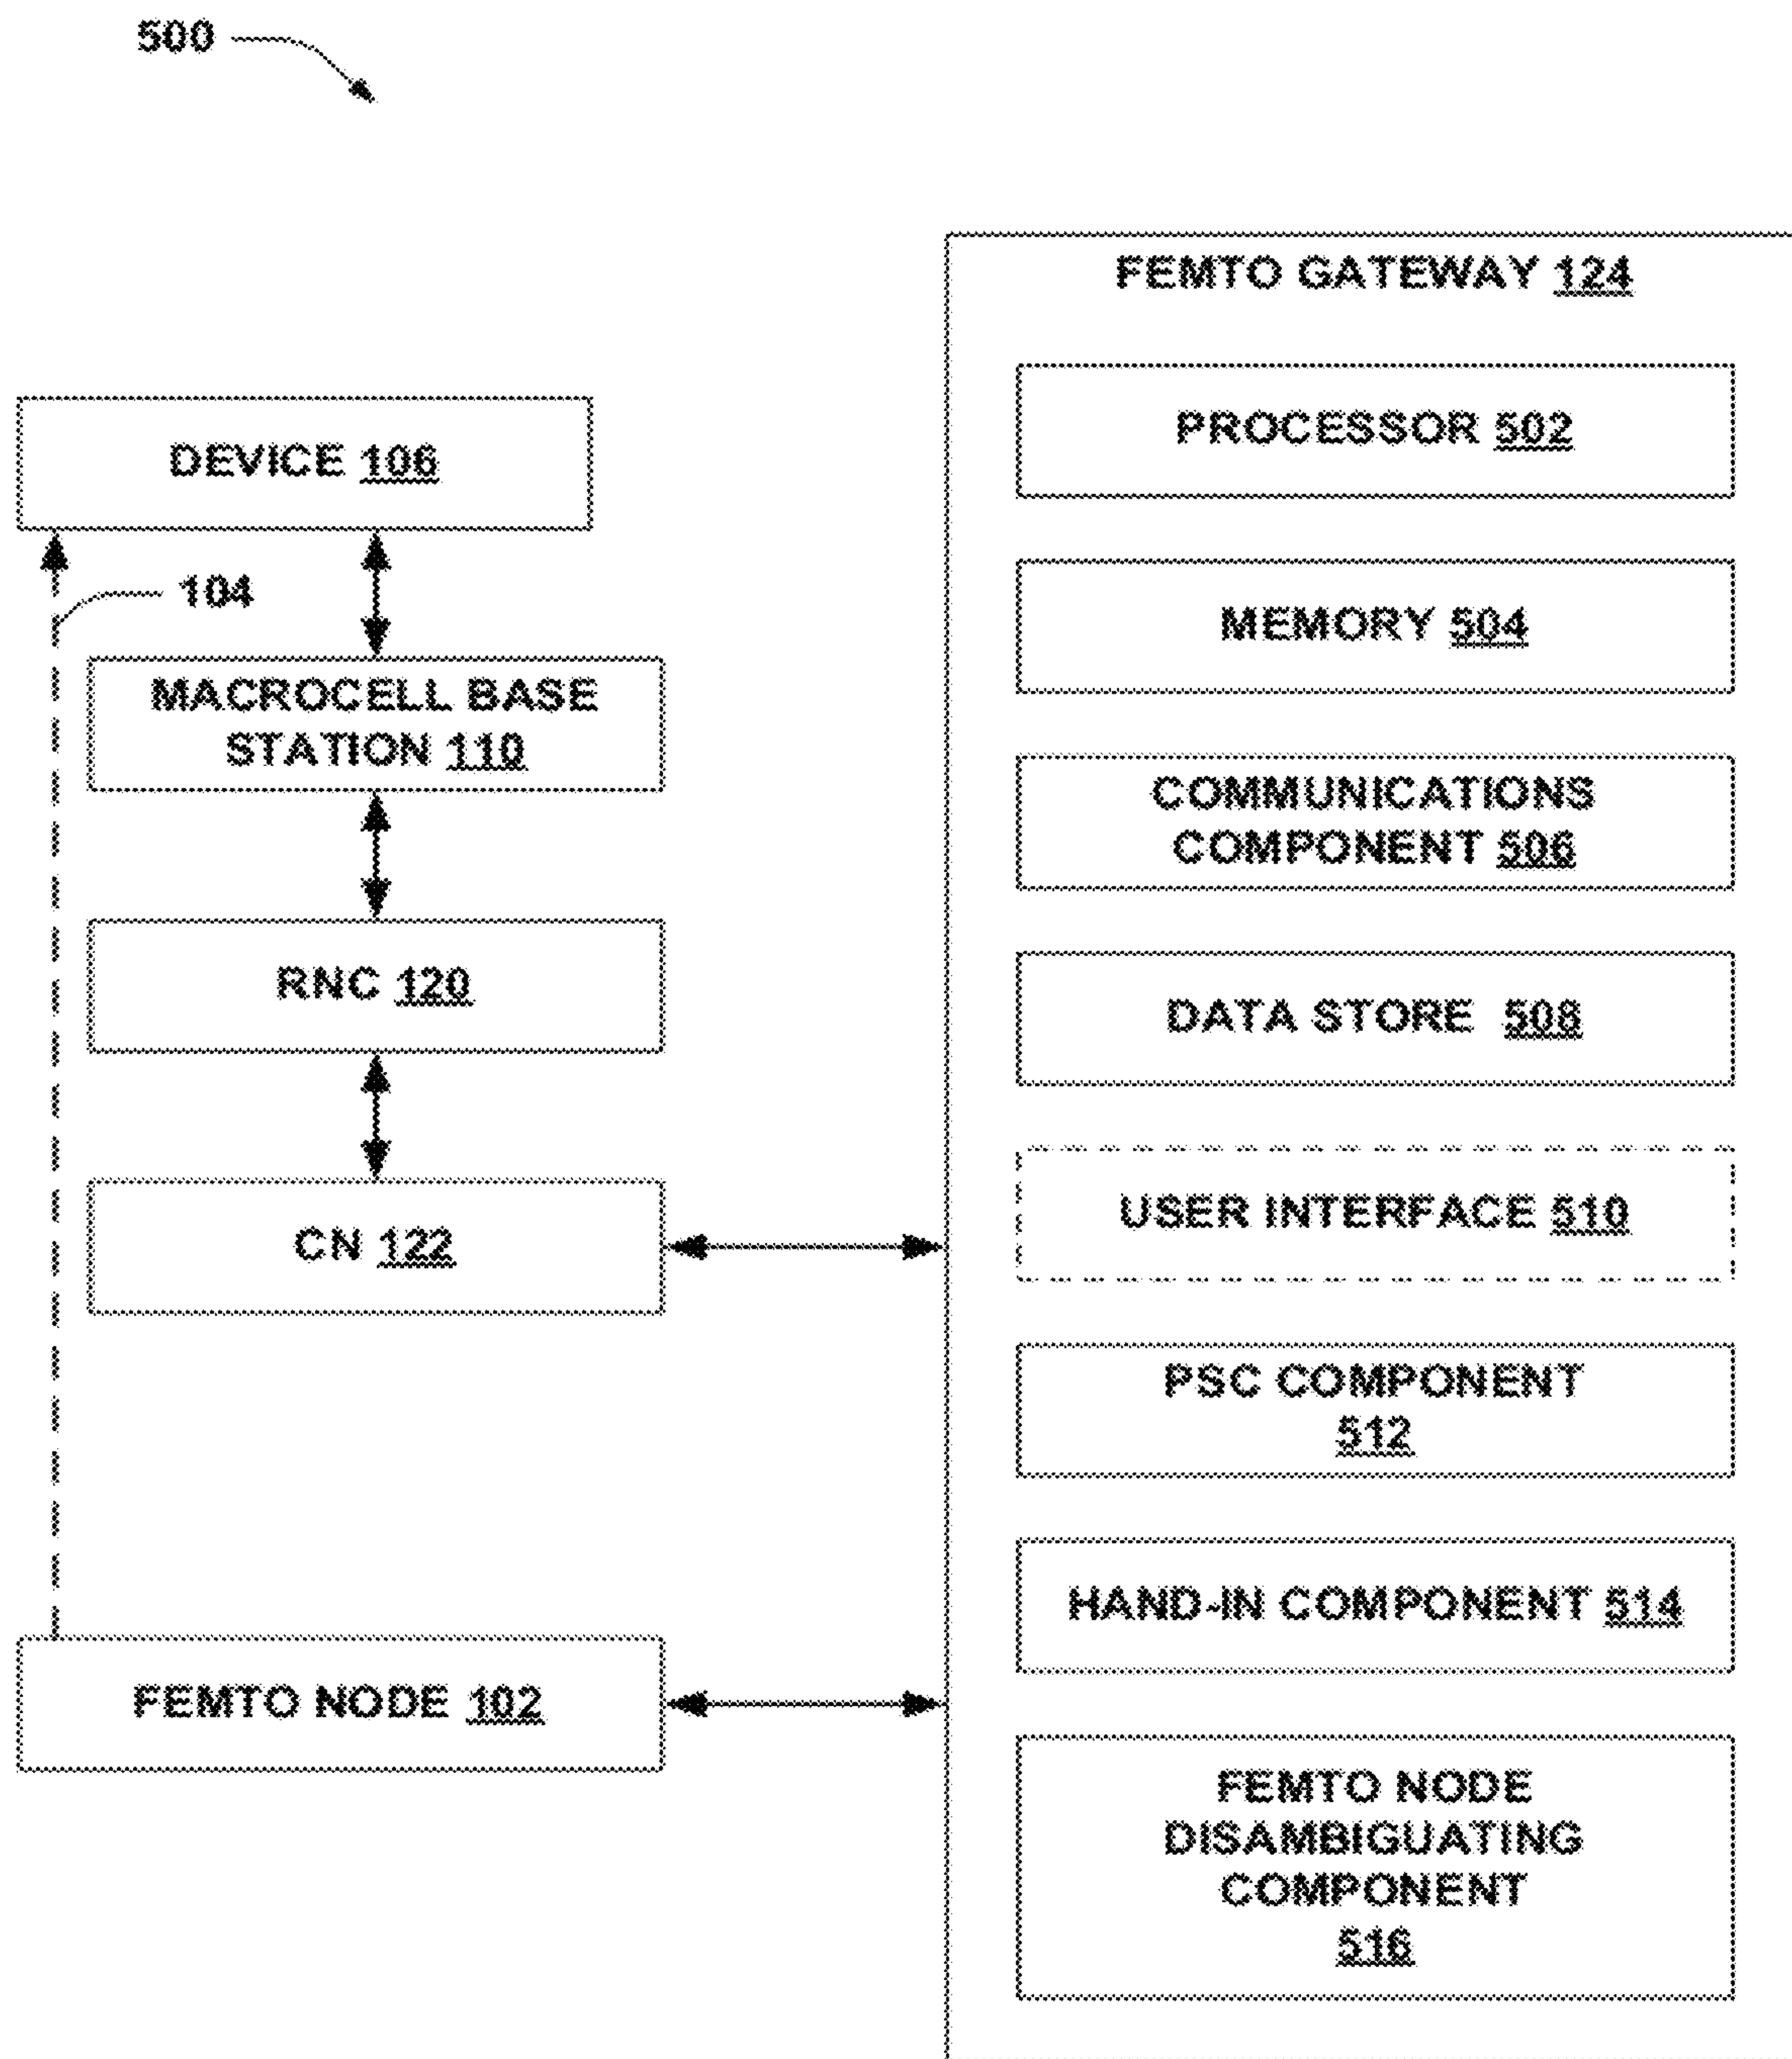 500
FEMTO GATEWAY 124
PROCESSOR 502
DEVICE 106
104
MEMORY 504
MACROCELL BASE
STATION 110
COMMUNICATIONS
COMPONENT 506
RNC 120
DATA STORE 508
CN 122
USER INTERFACE 510
PSC COMPONENT
512
HAND-IN COMPONENT 514
FEMTO NODE 102
FEMTO NODE
DISAMBIGUATING
COMPONENT
516